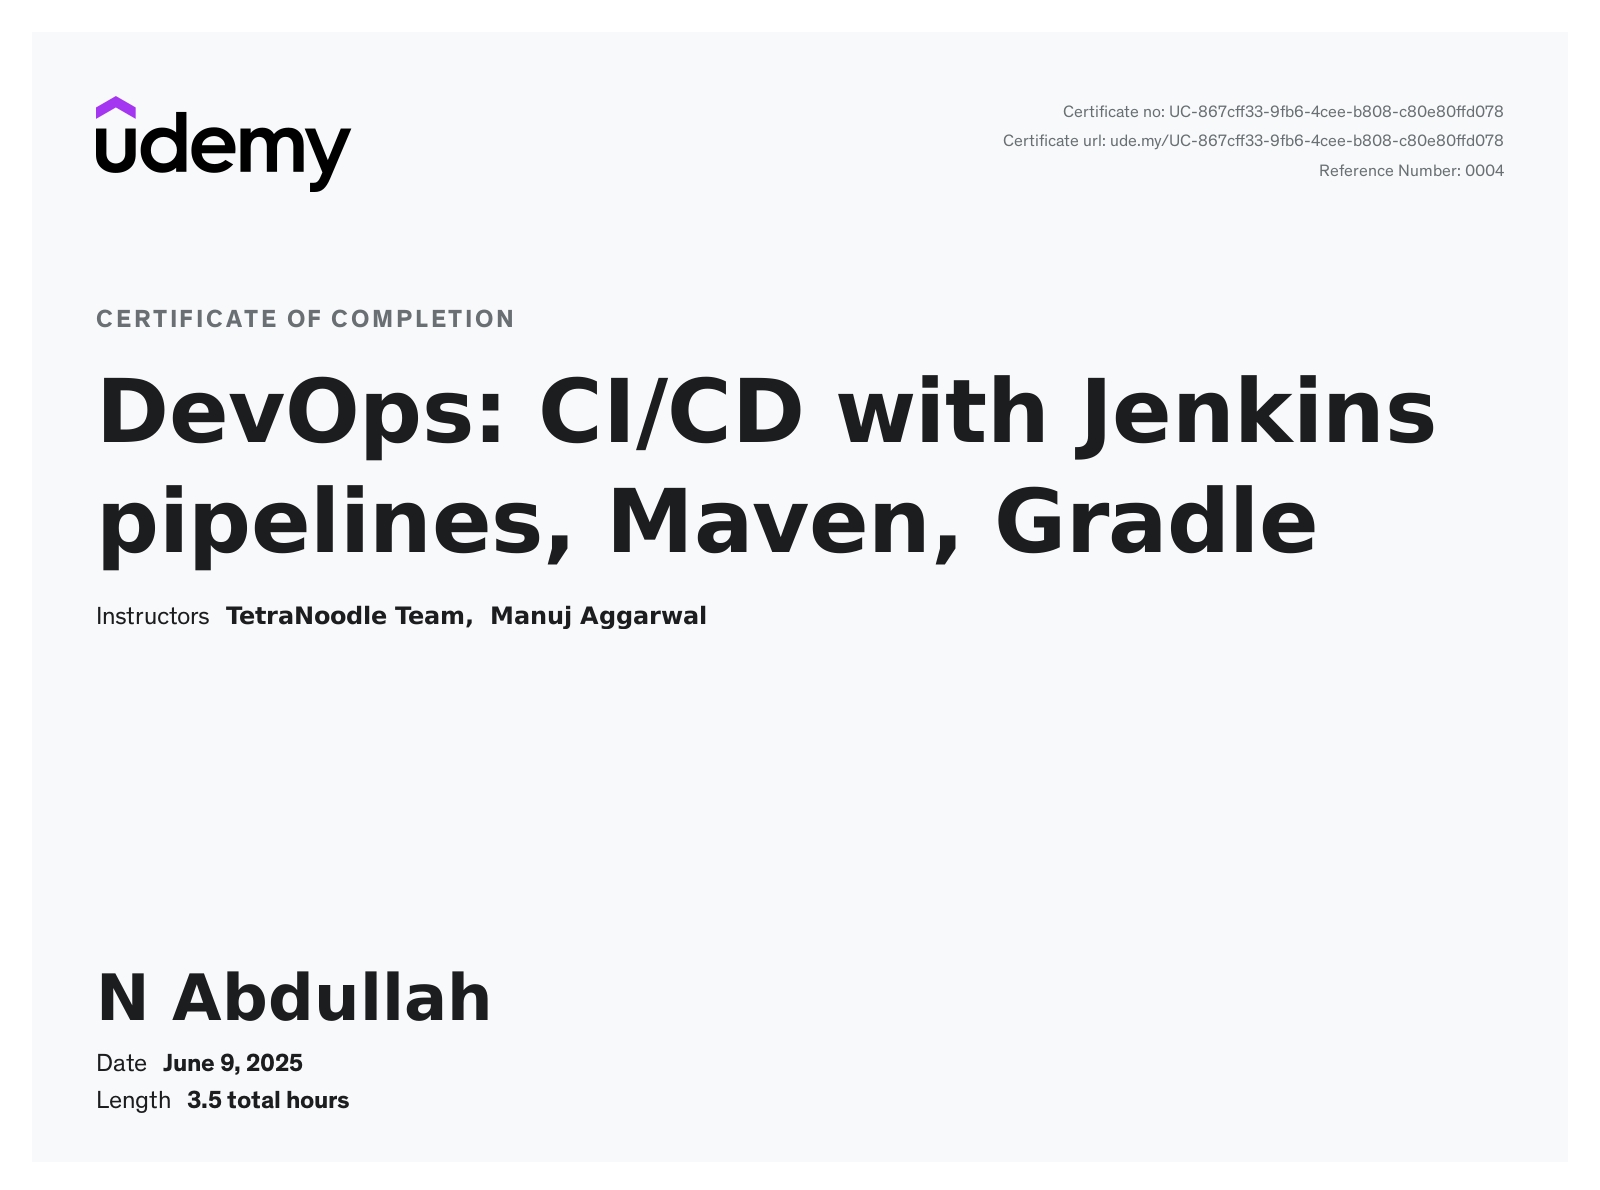 udemy
Certificate no: UC-867cff33-9fb6-4cee-b808-c80e80ffd078
Certificate url: ude.my/UC-867cff33-9fb6-4cee-b808-c80e80ffd078
Reference Number: 0004
CERTIFICATE OF COMPLETION
DevOps: CI/CD with Jenkins
pipelines, Maven, Gradle
Instructors TetraNoodle Team, Manuj Aggarwal
N Abdullah
Date June 9, 2025
Length 3.5 total hours